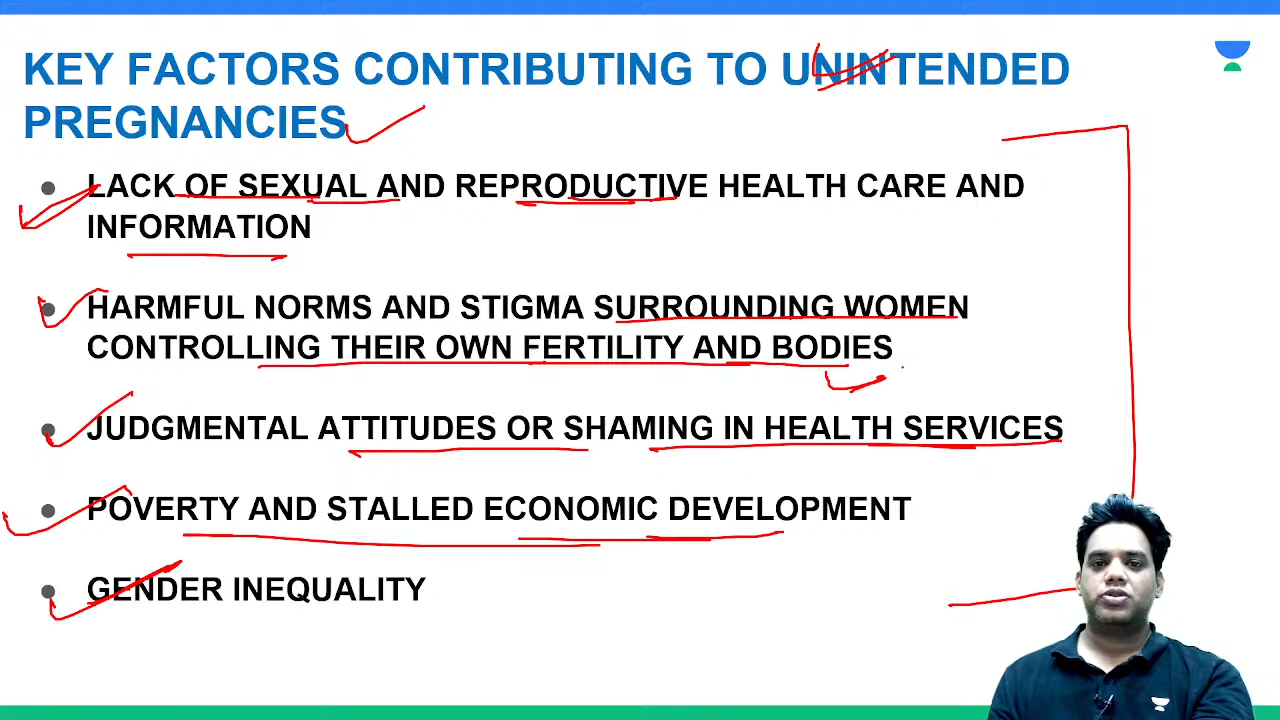 KEY FACTORS CONTRIBUTING TO UNINTENDED
PREGNANCIES
LACK OF SEXUAL AND REPRODUCTIVE HEALTH CARE AND
INFORMATION
HARMFUL NORMS AND STIGMA SURROUNDING WOMEN
CONTROLLING THEIR OWN FERTILITY AND BODIES
JUDGMENTAL ATTITUDES OR SHAMING IN HEALTH SERVICES
POVERTY AND STALLED ECONOMIC DEVELOPMENT
GENDER INEQUALITY